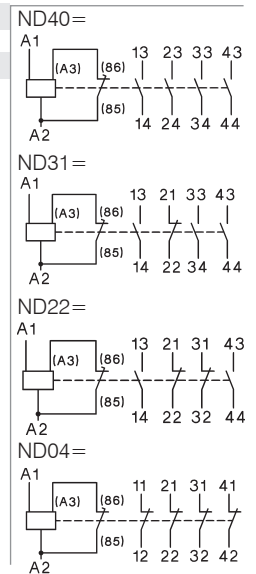 ND40=
A1 13 23 33 43
(A3) (86)
(85)
A2 14 24 34 44
ND31=
A1 13 21 33 43
(A3) (86)
(85)
A2 14 22 34 44
ND22=
A1 13 21 31 43
(A3) (86)
(85)
A2 14 22 32 44
ND04=
A1 11 21 31 41
(A3) (86)
(85)
A2 12 22 32 42